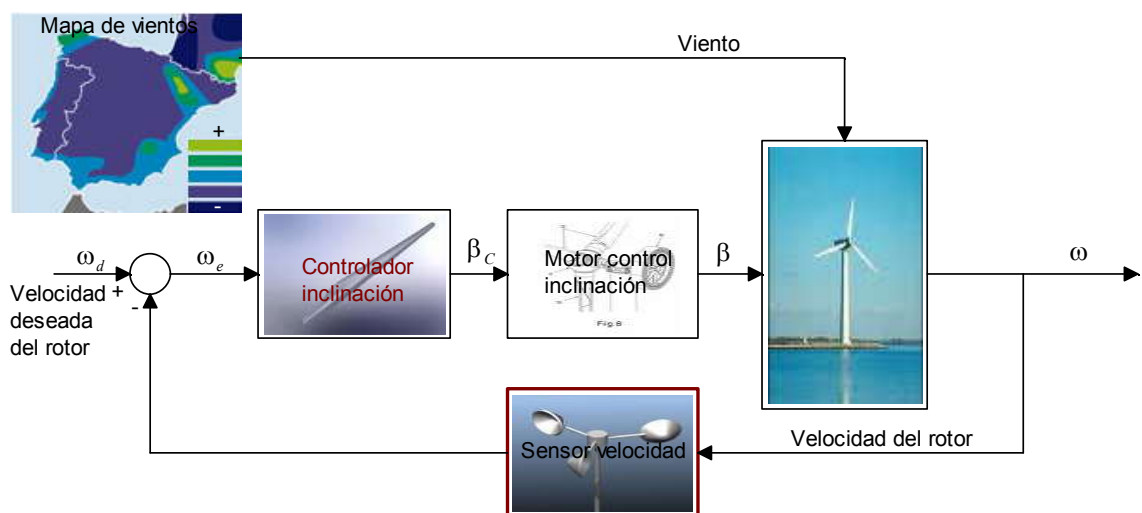 Mapa de vientos
+
-
Viento
ω_d
Velocidad
deseada
del rotor
+
-
ω_e
Controlador
inclinación
β_C
Motor control
inclinación
Fig.8
β
ω
Sensor velocidad
Velocidad del rotor